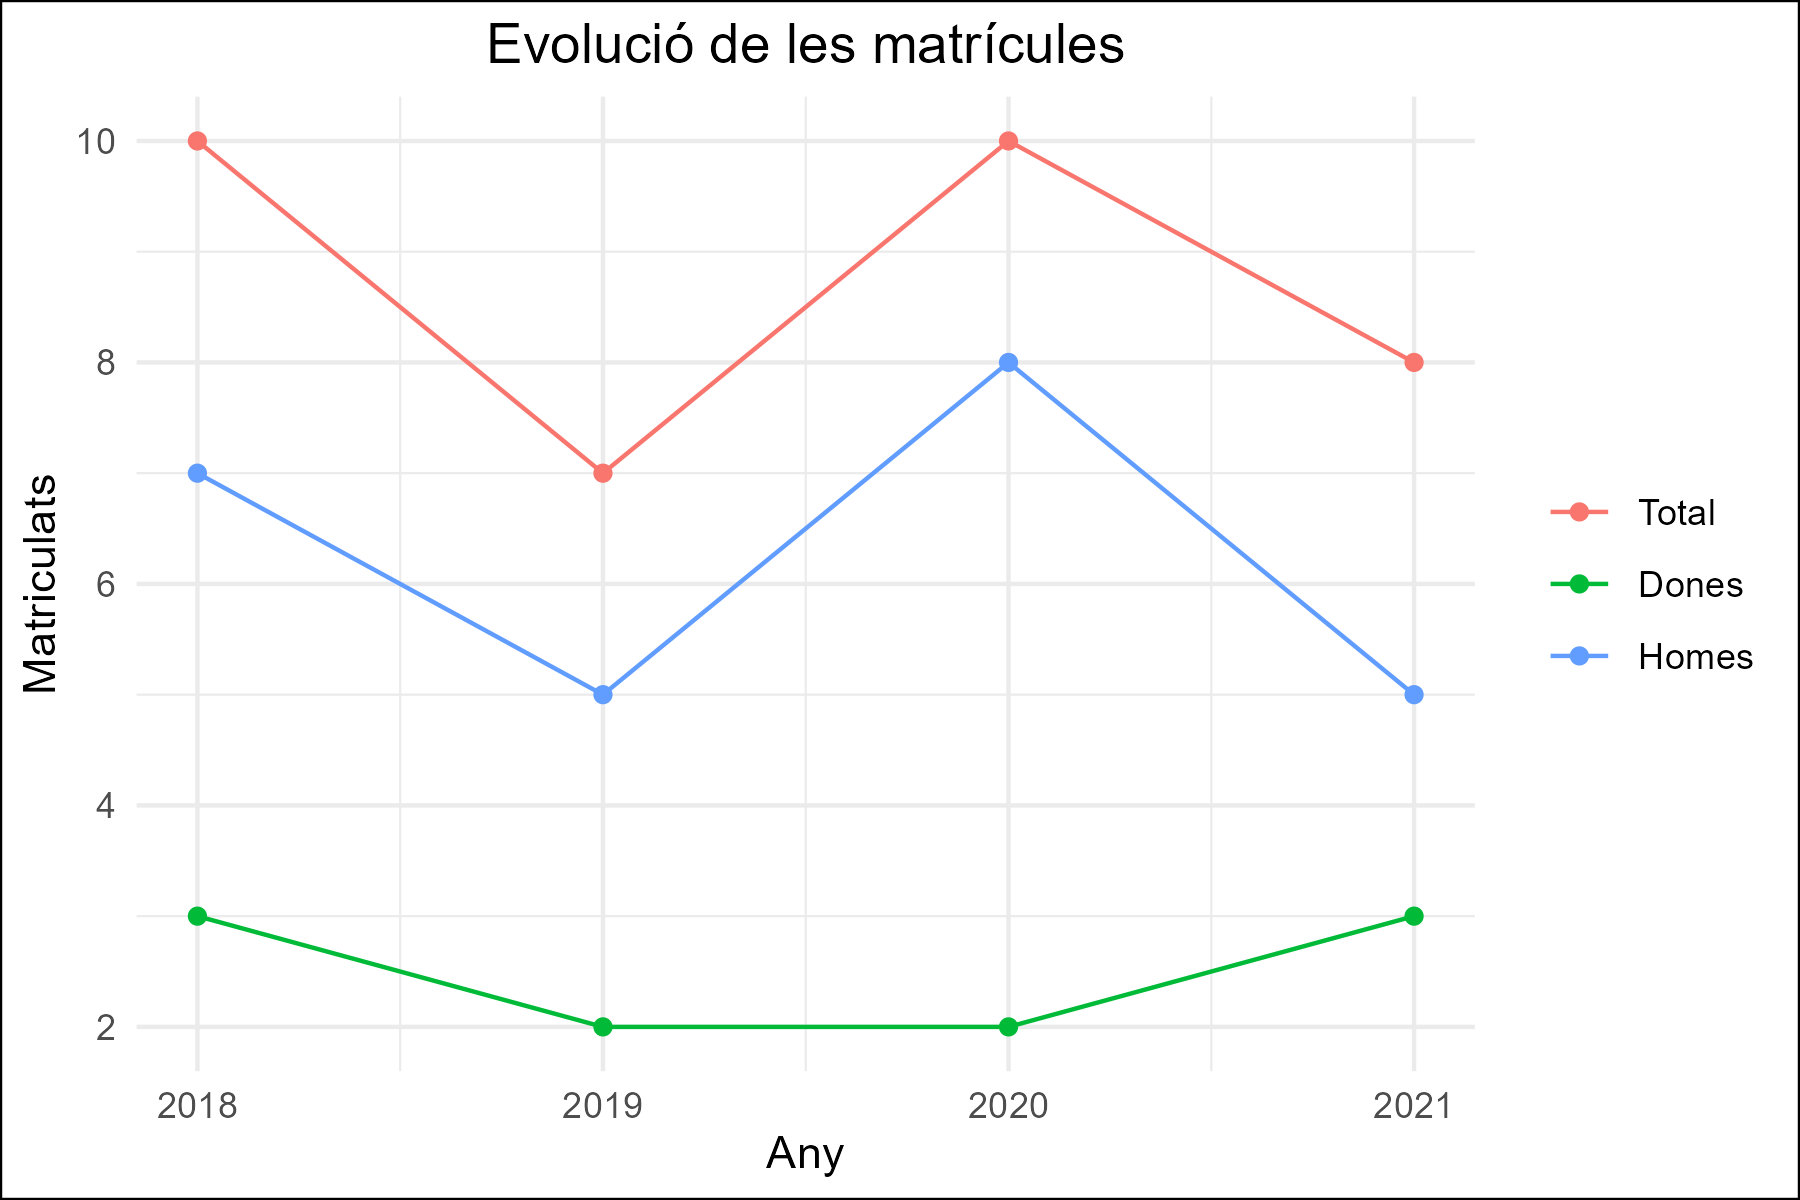 Evolució de les matrícules
10
8
6
4
2
Matriculats
2018 2019 2020 2021
Any
Total
Dones
Homes